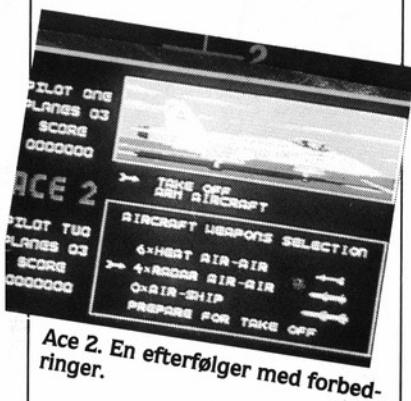 2
PILOT ONE
PLANES 03
SCORE
0000000
TAKE OFF
ARM AIRCRAFT
ACE 2
AIRCRAFT WEAPONS SELECTION
6×HEAT AIR-AIR
4×RADAR AIR-AIR
0×AIR-SHIP
PREPARE FOR TAKE OFF
PILOT TWO
PLANES 03
SCORE
0000000
Ace 2. En efterfølger med forbed-
ringer.